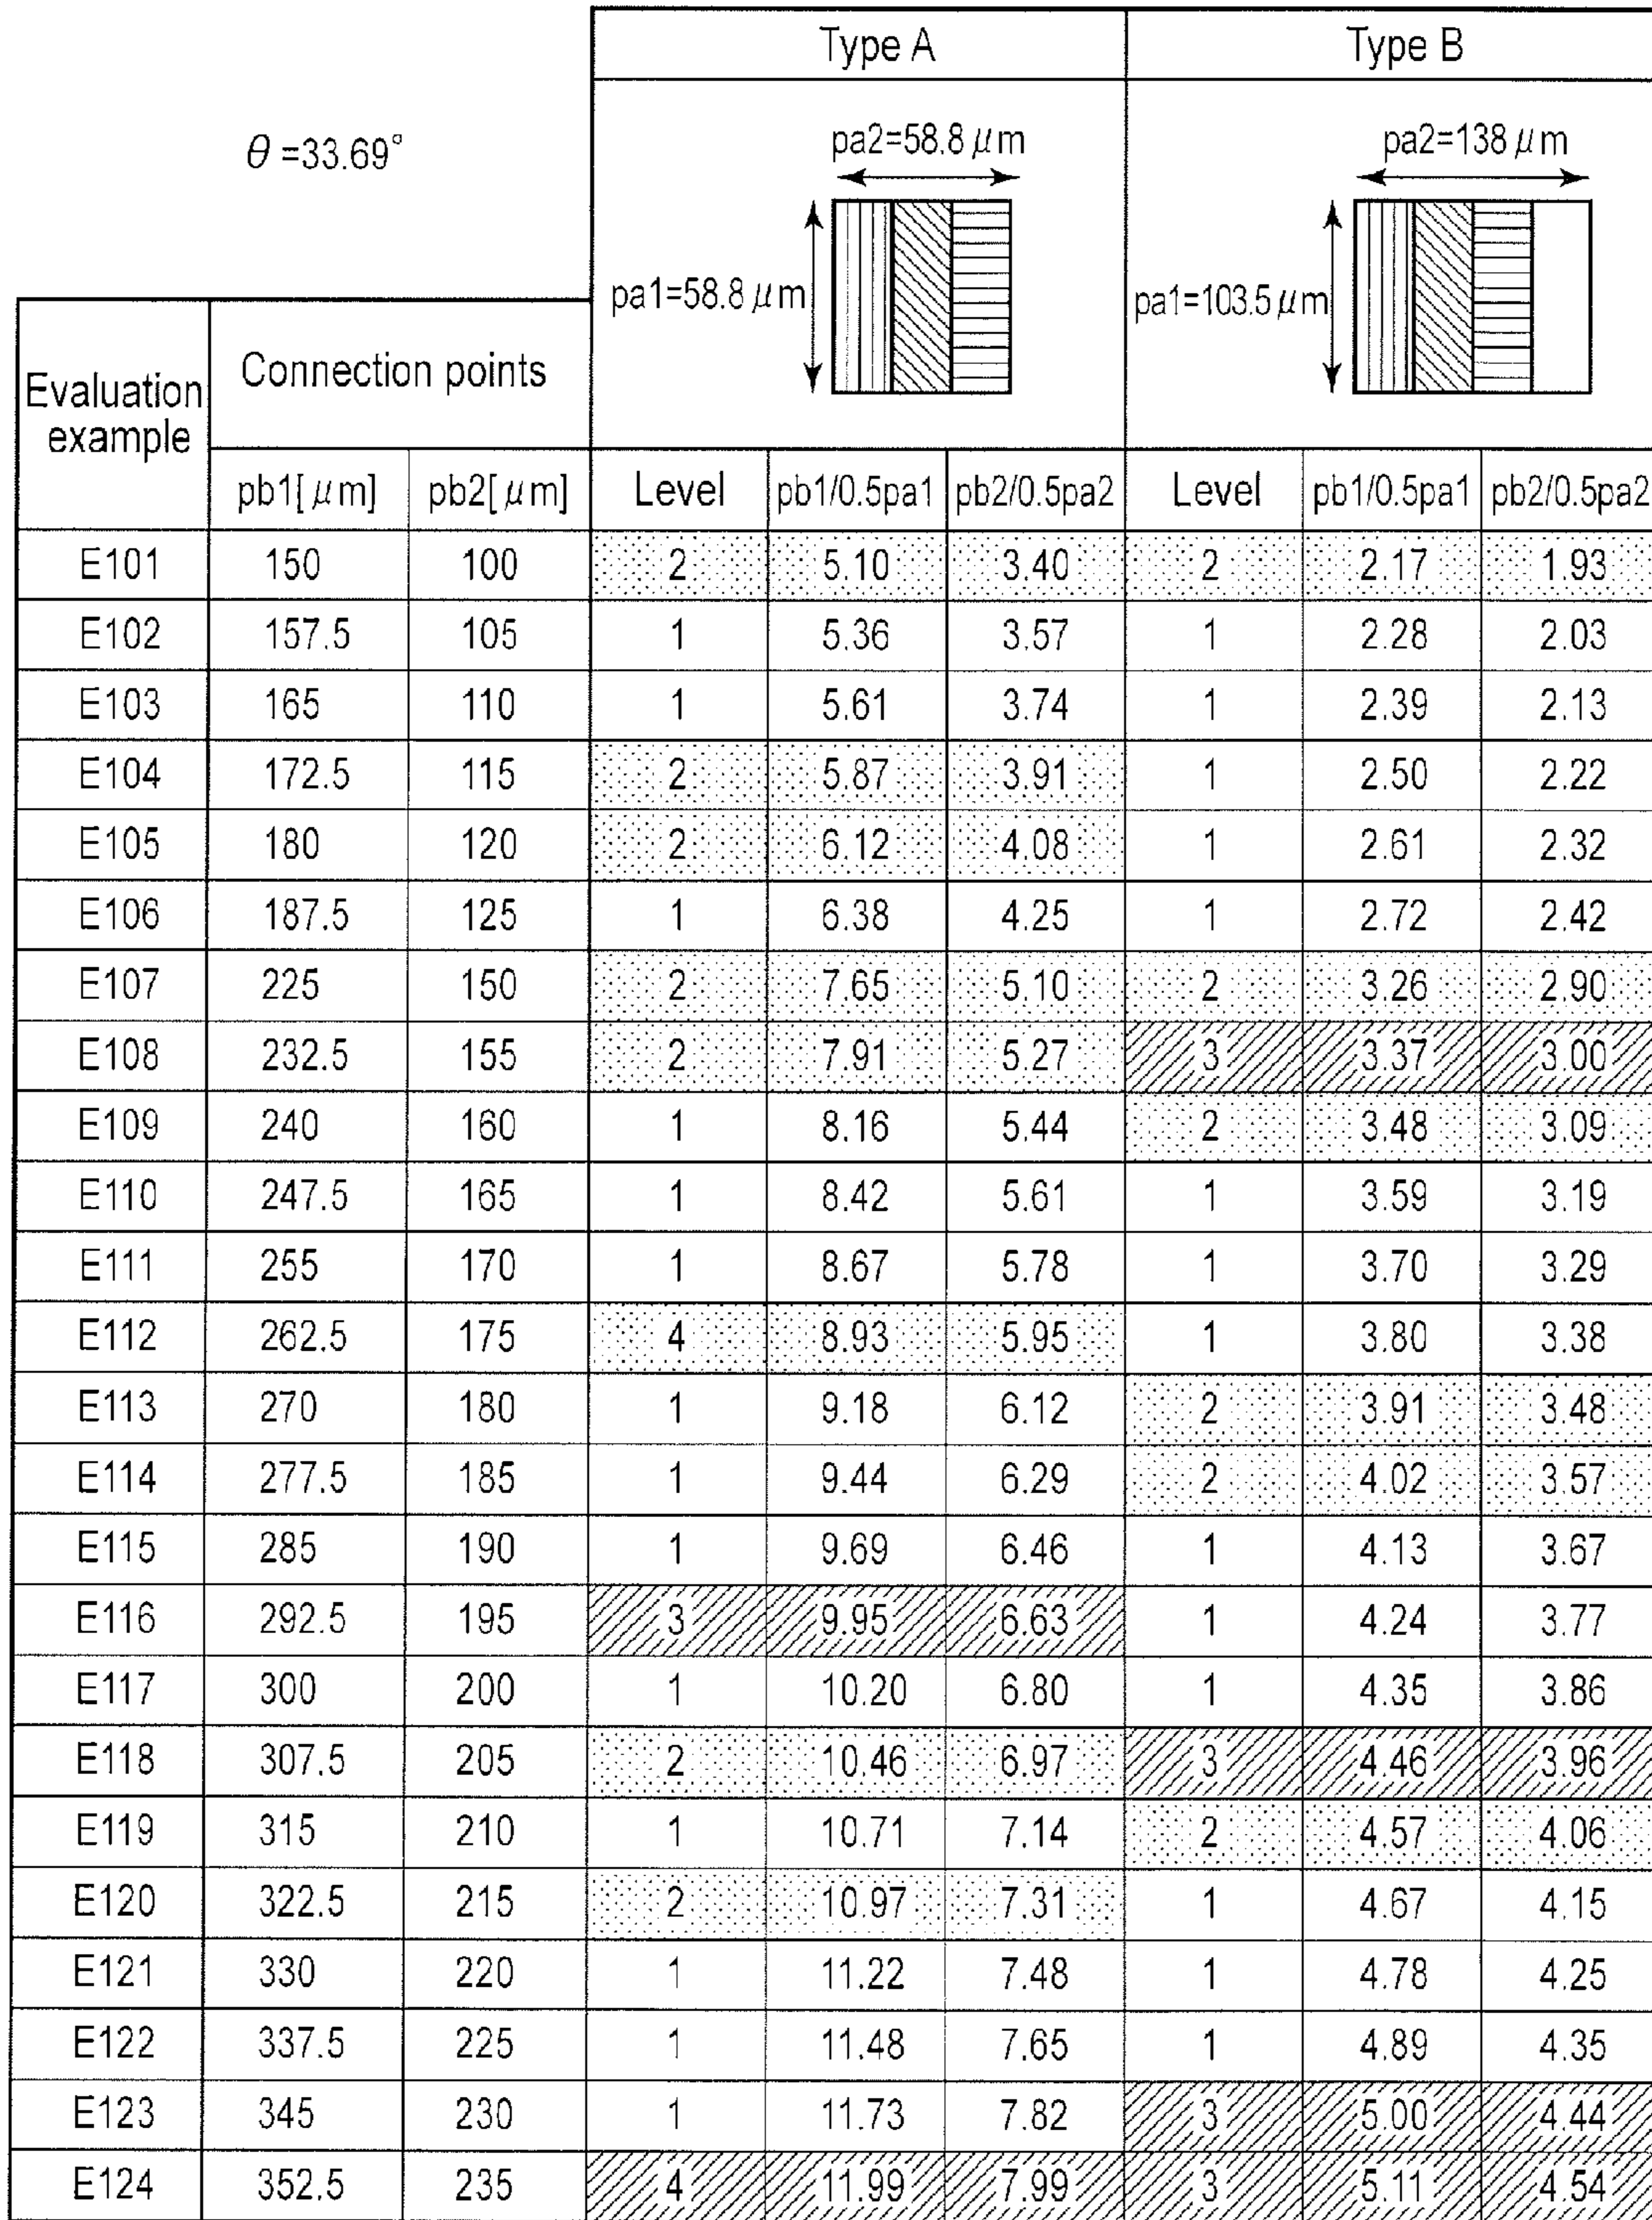 Type A Type B
θ =33.69°
pa2=58.8 μm
pa2=138 μm
pa1=58.8 μm
pa1=103.5 μm
Evaluation example
Connection points
pb1[μm] pb2[μm] Level pb1/0.5pa1 pb2/0.5pa2 Level pb1/0.5pa1 pb2/0.5pa2
E101 150 100 2 5.10 3.40 2 2.17 1.93
E102 157.5 105 1 5.36 3.57 1 2.28 2.03
E103 165 110 1 5.61 3.74 1 2.39 2.13
E104 172.5 115 2 5.87 3.91 1 2.50 2.22
E105 180 120 2 6.12 4.08 1 2.61 2.32
E106 187.5 125 1 6.38 4.25 1 2.72 2.42
E107 225 150 2 7.65 5.10 2 3.26 2.90
E108 232.5 155 2 7.91 5.27 3 3.37 3.00
E109 240 160 1 8.16 5.44 2 3.48 3.09
E110 247.5 165 1 8.42 5.61 1 3.59 3.19
E111 255 170 1 8.67 5.78 1 3.70 3.29
E112 262.5 175 4 8.93 5.95 1 3.80 3.38
E113 270 180 1 9.18 6.12 2 3.91 3.48
E114 277.5 185 1 9.44 6.29 2 4.02 3.57
E115 285 190 1 9.69 6.46 1 4.13 3.67
E116 292.5 195 3 9.95 6.63 1 4.24 3.77
E117 300 200 1 10.20 6.80 1 4.35 3.86
E118 307.5 205 2 10.46 6.97 3 4.46 3.96
E119 315 210 1 10.71 7.14 2 4.57 4.06
E120 322.5 215 2 10.97 7.31 1 4.67 4.15
E121 330 220 1 11.22 7.48 1 4.78 4.25
E122 337.5 225 1 11.48 7.65 1 4.89 4.35
E123 345 230 1 11.73 7.82 3 5.00 4.44
E124 352.5 235 4 11.99 7.99 3 5.11 4.54